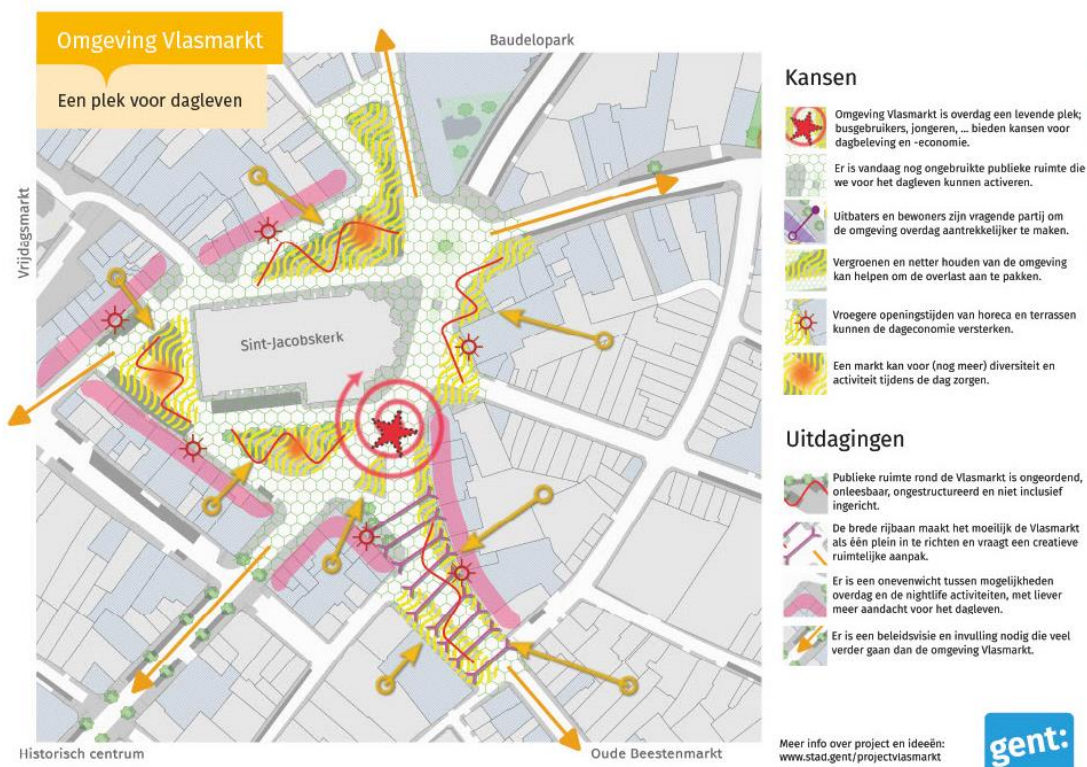 Omgeving Vlasmarkt
Een plek voor dagleven
Baudelopark
Vrijdagsmarkt
Sint-Jacobskerk
Historisch centrum
Oude Beestenmarkt
Kansen
Omgeving Vlasmarkt is overdag een levende plek;
busgebruikers, jongeren, ... bieden kansen voor
dagbeleving en -economie.
Er is vandaag nog ongebruikte publieke ruimte die
we voor het dagleven kunnen activeren.
Uitbaters en bewoners zijn vragende partij om
de omgeving overdag aantrekkelijker te maken.
Vergroenen en netter houden van de omgeving
kan helpen om de overlast aan te pakken.
Vroegere openingstijden van horeca en terrassen
kunnen de dageconomie versterken.
Een markt kan voor (nog meer) diversiteit en
activiteit tijdens de dag zorgen.
Uitdagingen
Publieke ruimte rond de Vlasmarkt is ongeordend,
onleesbaar, ongestructureerd en niet inclusief
ingericht.
De brede rijbaan maakt het moeilijk de Vlasmarkt
als één plein in te richten en vraagt een creatieve
ruimtelijke aanpak.
Er is een onevenwicht tussen mogelijkheden
overdag en de nightlife activiteiten, met liever
meer aandacht voor het dagleven.
Er is een beleidsvisie en invulling nodig die veel
verder gaan dan de omgeving Vlasmarkt.
Meer info over project en ideeën:
www.stad.gent/projectvlasmarkt
gent: